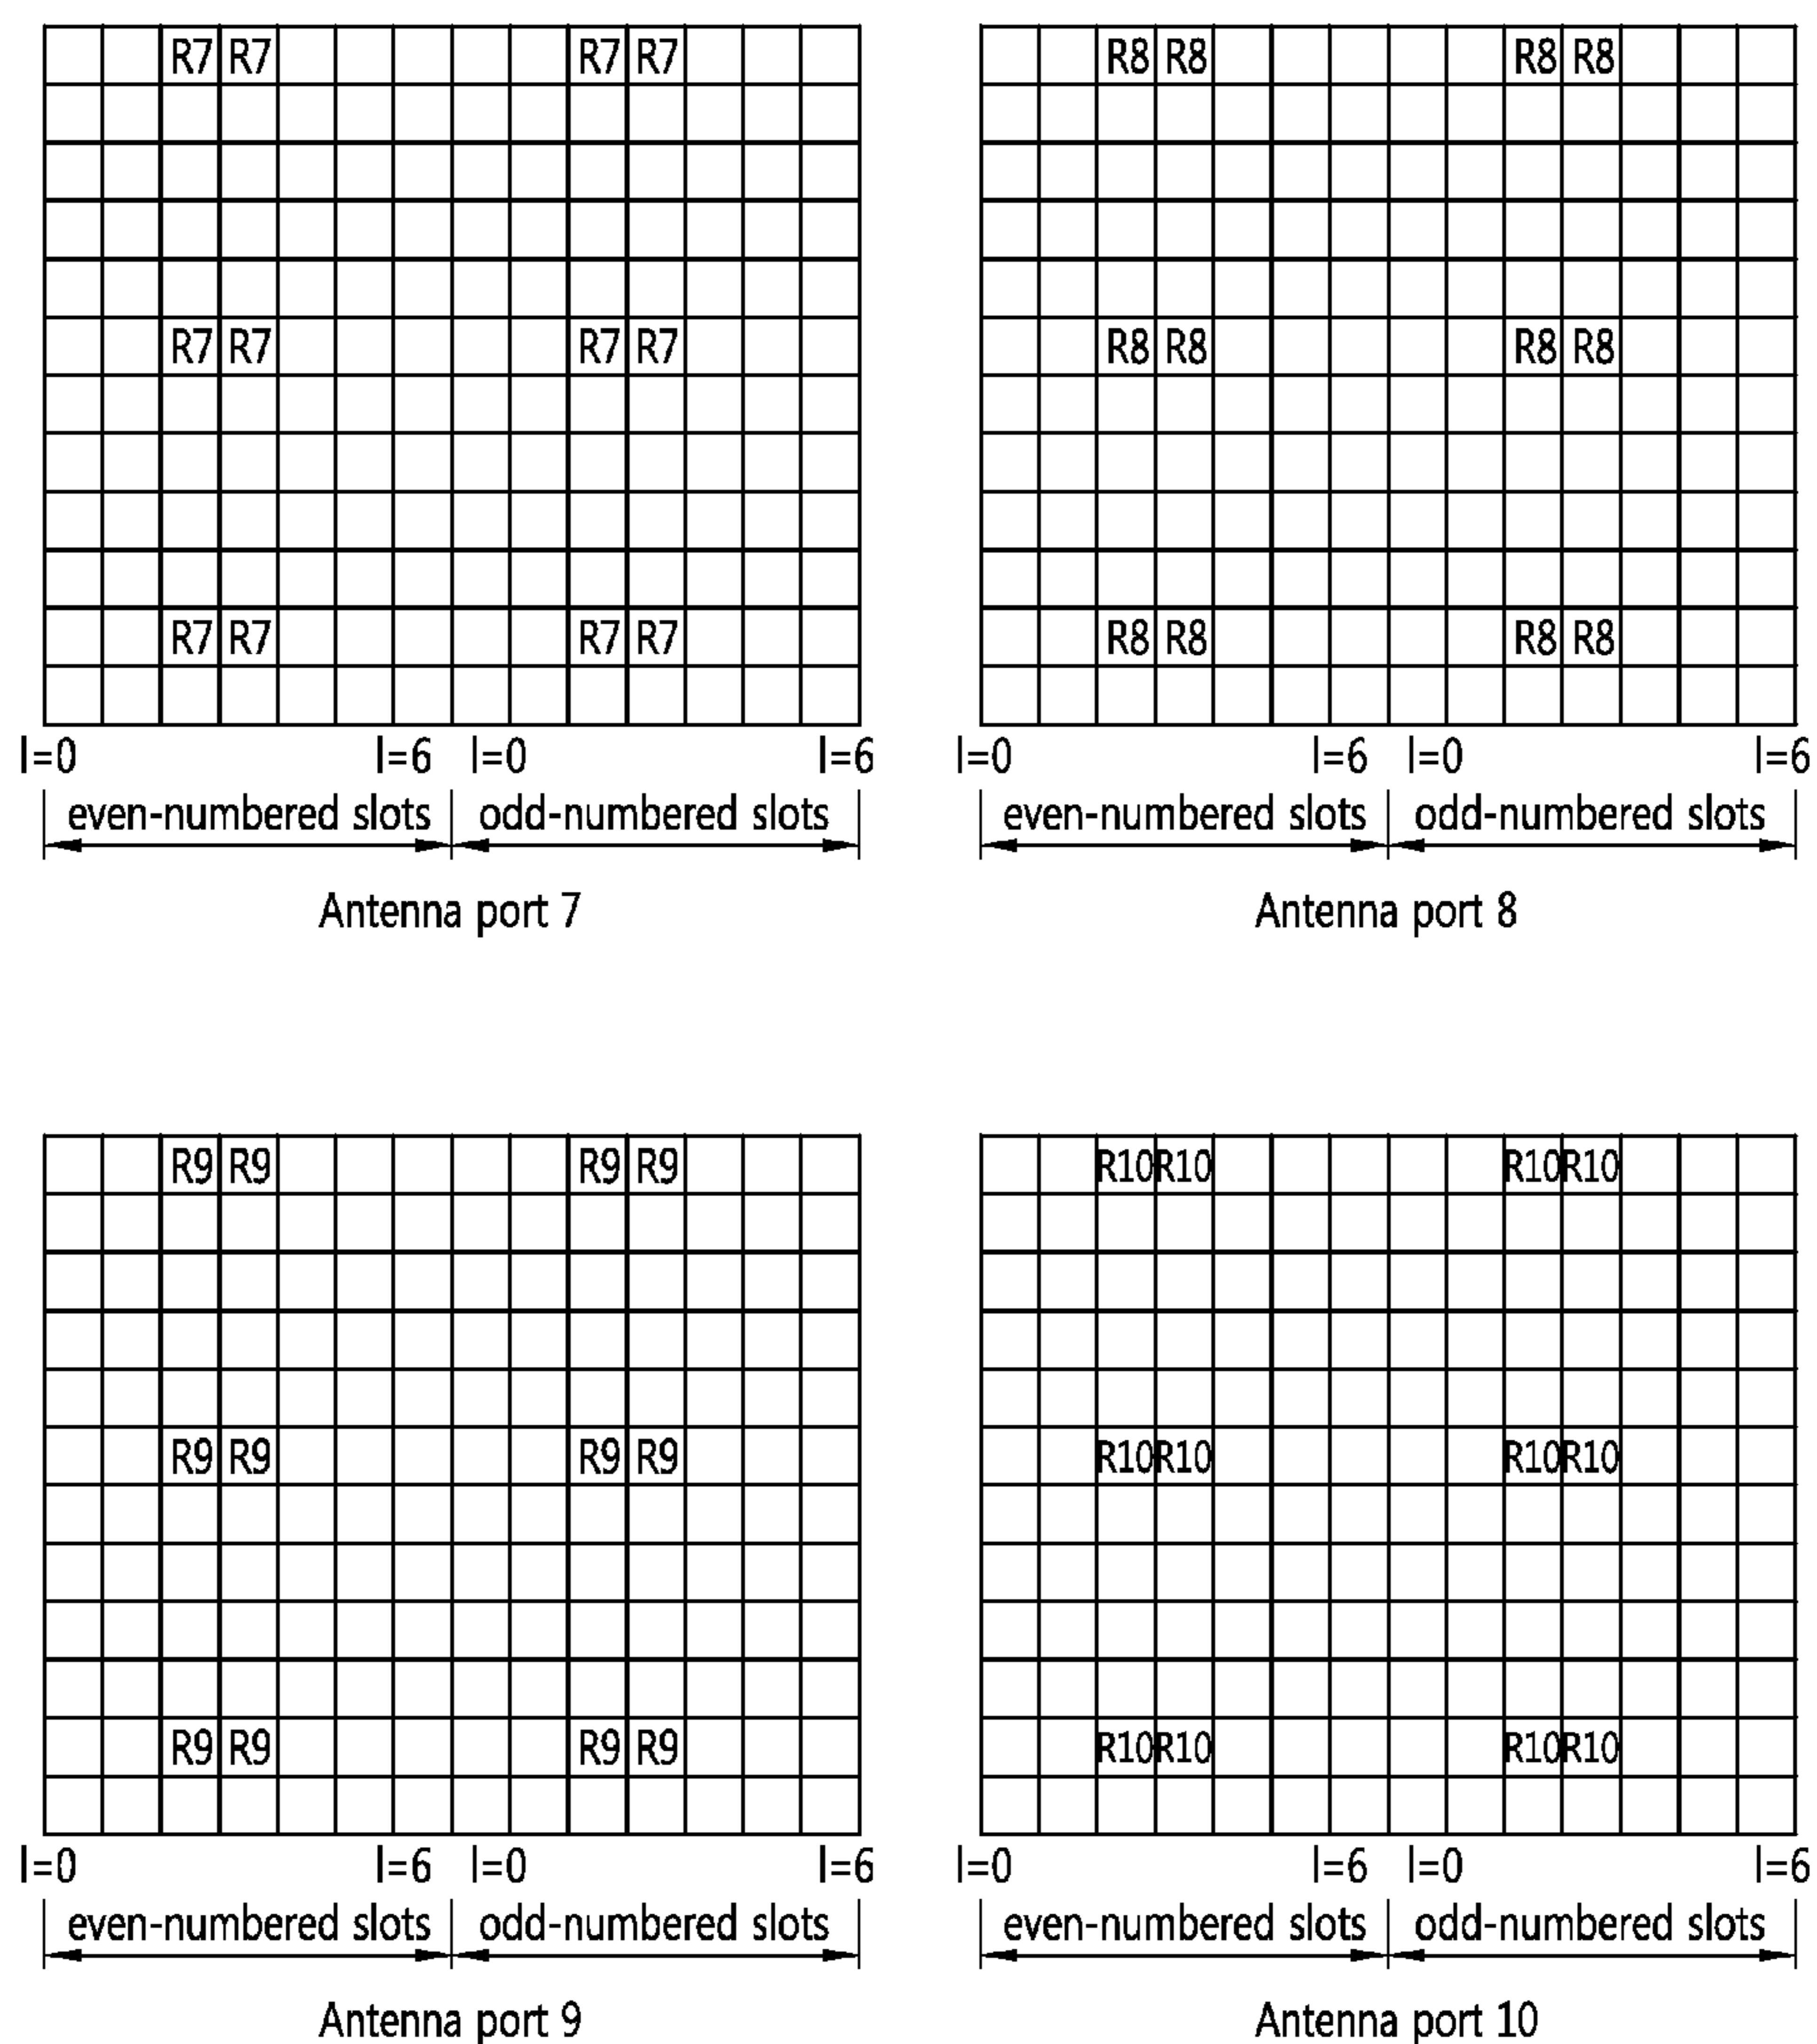 R7 R7 R7 R7 R8 R8 R8 R8
R7 R7 R7 R7 R8 R8 R8 R8
R7 R7 R7 R7 R8 R8 R8 R8
l=0 l=6 l=0 l=6 l=0 l=6 l=0 l=6
even-numbered slots odd-numbered slots even-numbered slots odd-numbered slots
Antenna port 7 Antenna port 8
R9 R9 R9 R9 R10 R10 R10 R10
R9 R9 R9 R9 R10 R10 R10 R10
R9 R9 R9 R9 R10 R10 R10 R10
l=0 l=6 l=0 l=6 l=0 l=6 l=0 l=6
even-numbered slots odd-numbered slots even-numbered slots odd-numbered slots
Antenna port 9 Antenna port 10